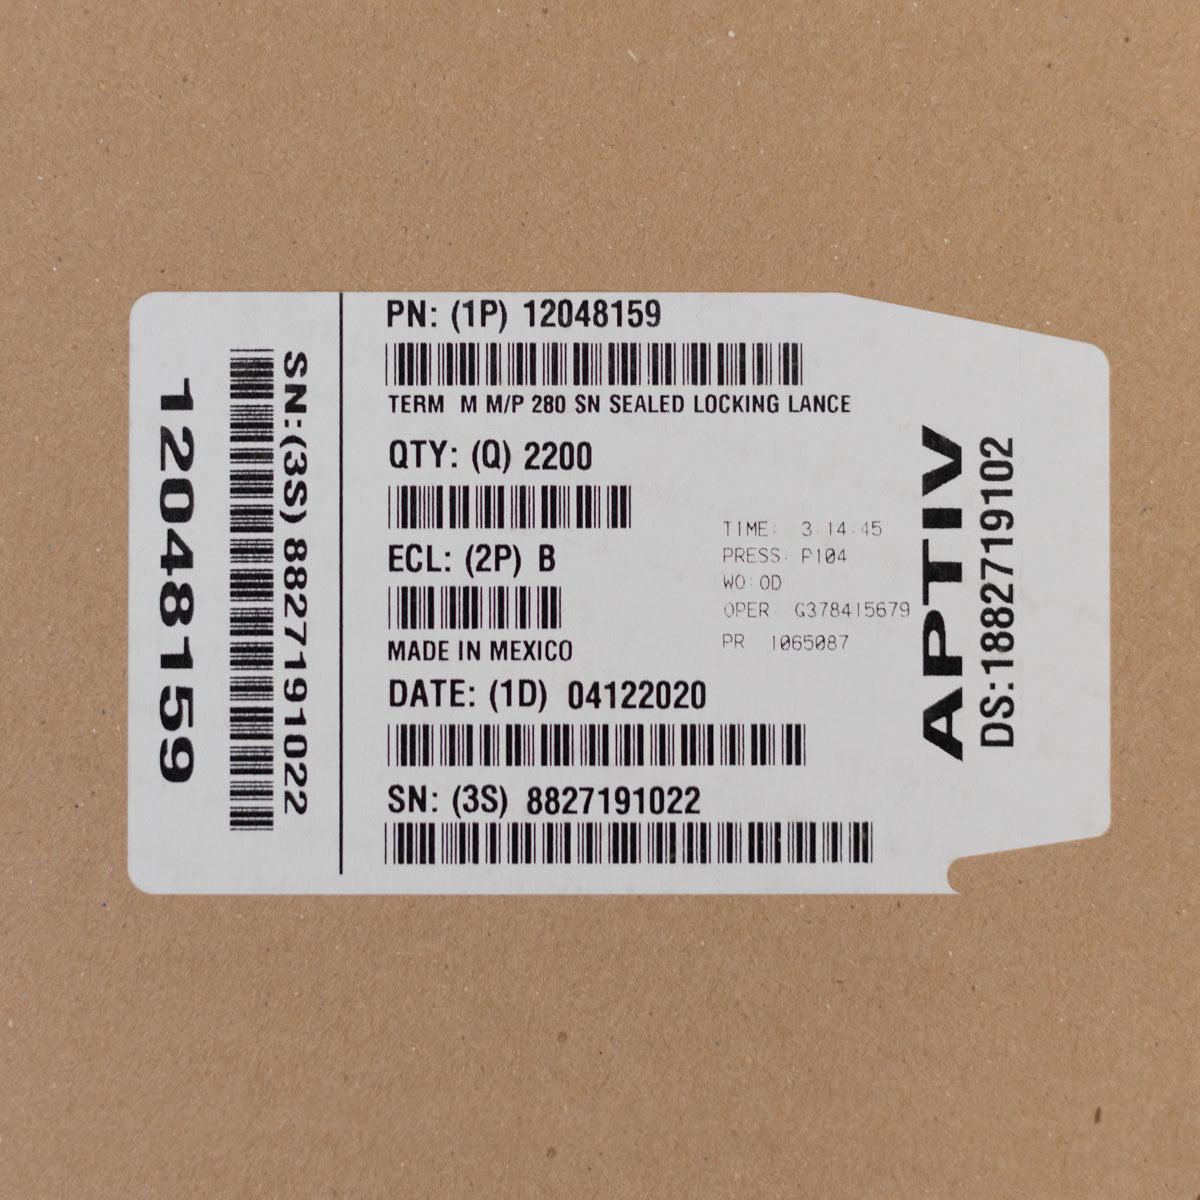 12048159
SN:(3S) 8827191022
PN: (1P) 12048159
TERM M M/P 280 SN SEALED LOCKING LANCE
QTY: (Q) 2200
ECL: (2P) B
MADE IN MEXICO
DATE: (1D) 04122020
SN: (3S) 8827191022
TIME: 3:14:45
PRESS: P104
WO:OD
OPER G378415679
PR 1065087
APTIV
DS:18827719102